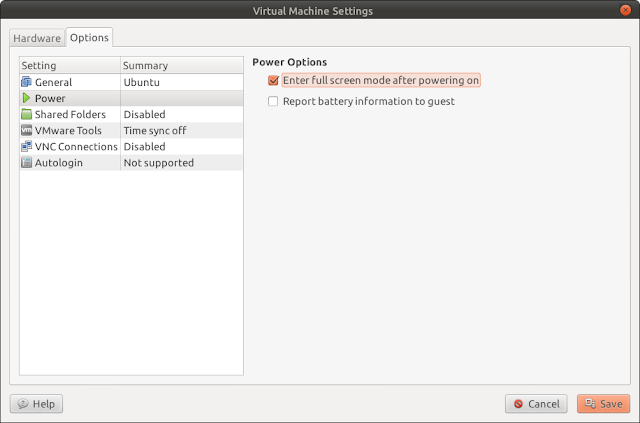 Virtual Machine Settings
Hardware Options
Setting Summary
General Ubuntu
Power
Shared Folders Disabled
VMware Tools Time sync off
VNC Connections Disabled
Autologin Not supported
Power Options
Enter full screen mode after powering on
Report battery information to guest
Help Cancel Save